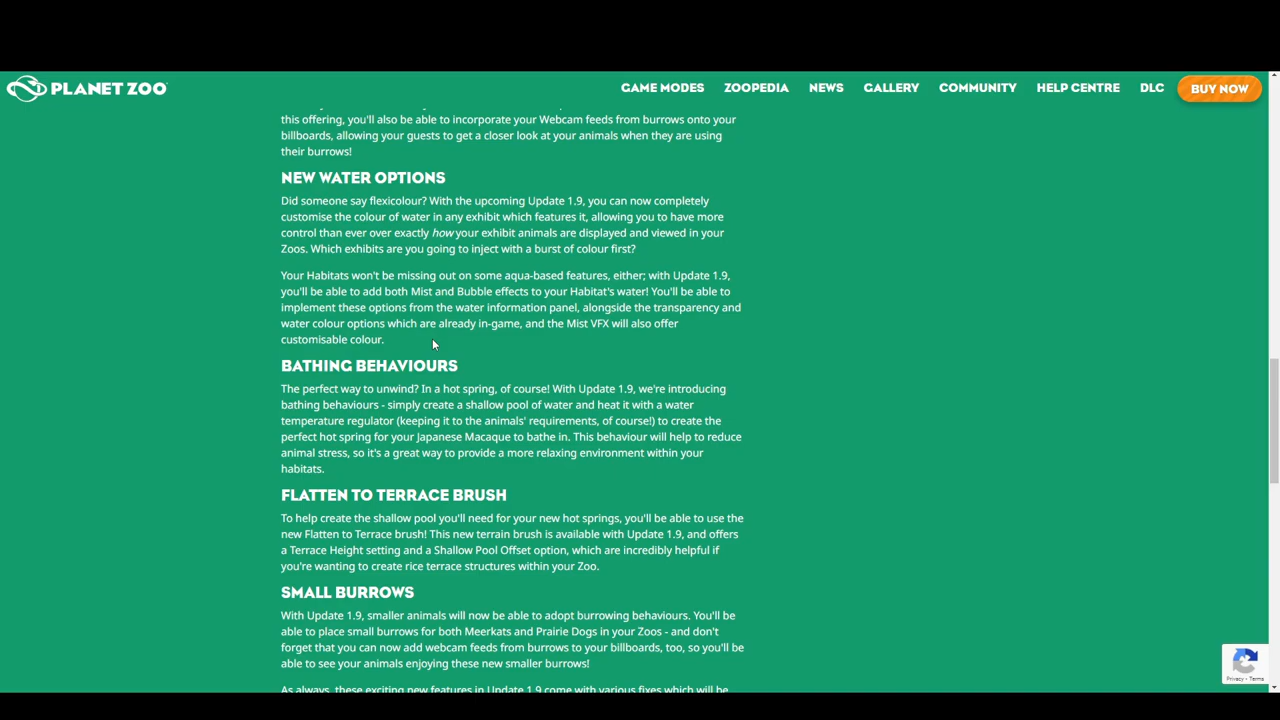 PLANET ZOO
GAME MODES ZOOPEDIA NEWS GALLERY COMMUNITY HELP CENTRE DLC BUY NOW
this offering, you'll also be able to incorporate your Webcam feeds from burrows onto your
billboards, allowing your guests to get a closer look at your animals when they are using
their burrows!
NEW WATER OPTIONS
Did someone say flexicolour? With the upcoming Update 1.9, you can now completely
customise the colour of water in any exhibit which features it, allowing you to have more
control than ever over exactly how your exhibit animals are displayed and viewed in your
Zoos. Which exhibits are you going to inject with a burst of colour first?
Your Habitats won't be missing out on some aqua-based features, either; with Update 1.9,
you'll be able to add both Mist and Bubble effects to your Habitat's water! You'll be able to
implement these options from the water information panel, alongside the transparency and
water colour options which are already in-game, and the Mist VFX will also offer
customisable colour.
BATHING BEHAVIOURS
The perfect way to unwind? In a hot spring, of course! With Update 1.9, we're introducing
bathing behaviours - simply create a shallow pool of water and heat it with a water
temperature regulator (keeping it to the animals' requirements, of course!) to create the
perfect hot spring for your Japanese Macaque to bathe in. This behaviour will help to reduce
animal stress, so it's a great way to provide a more relaxing environment within your
habitats.
FLATTEN TO TERRACE BRUSH
To help create the shallow pool you'll need for your new hot springs, you'll be able to use the
new Flatten to Terrace brush! This new terrain brush is available with Update 1.9, and offers
a Terrace Height setting and a Shallow Pool Offset option, which are incredibly helpful if
you're wanting to create rice terrace structures within your Zoo.
SMALL BURROWS
With Update 1.9, smaller animals will now be able to adopt burrowing behaviours. You'll be
able to place small burrows for both Meerkats and Prairie Dogs in your Zoos - and don't
forget that you can now add webcam feeds from burrows to your billboards, too, so you'll be
able to see your animals enjoying these new smaller burrows!
As always, these exciting new features in Update 1.9 come with various fixes which will be
Privacy - Terms